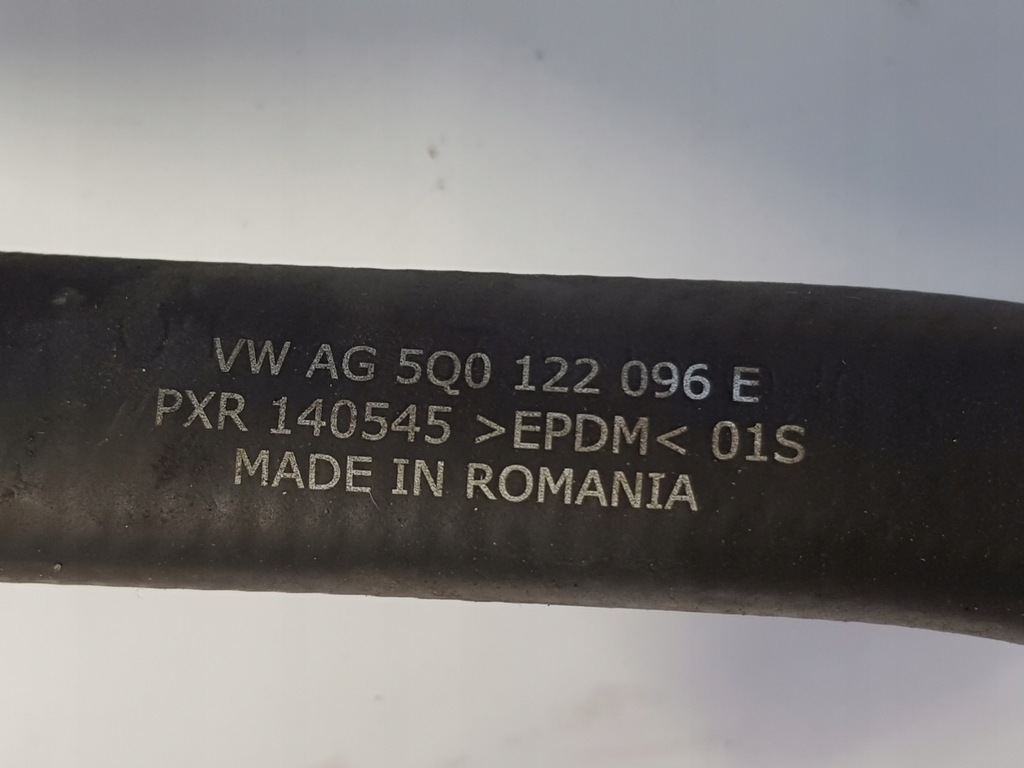 VW AG 5Q0 122 096 E
PXR 140545 >EPDM< 01S
MADE IN ROMANIA